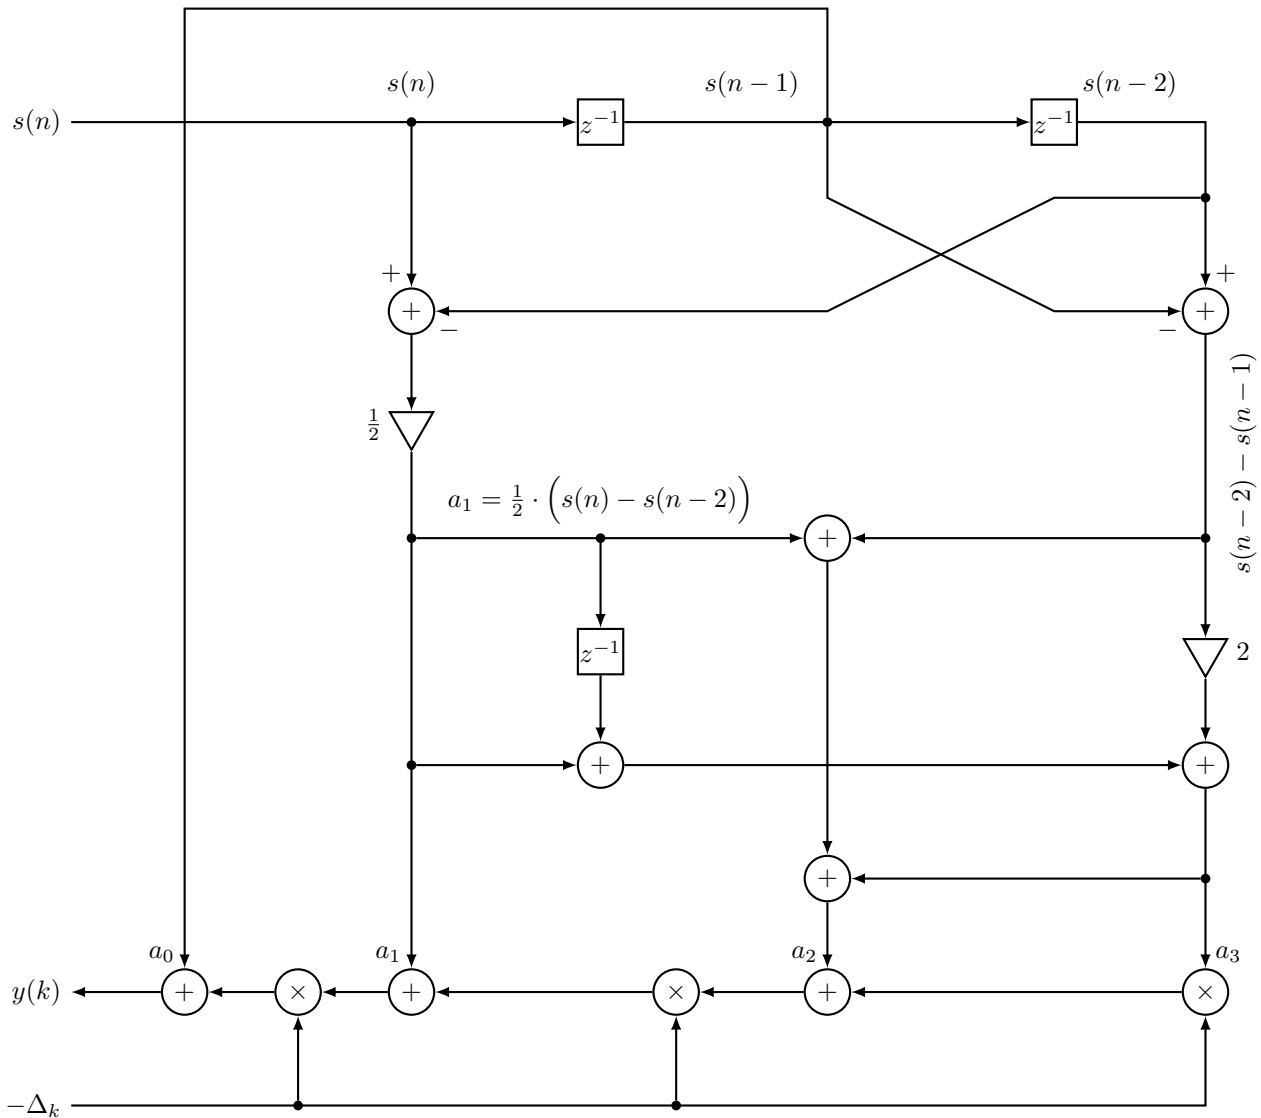 s(n) s(n − 1) s(n − 2)
s(n) z⁻¹ z⁻¹
+ +
+ − − +
½
s(n − 2) − s(n − 1)
a₁ = ½ · (s(n) − s(n − 2))
+
z⁻¹ 2
+ +
+
a₀ a₁ a₂ a₃
y(k) + × + × + ×
−Δₖ